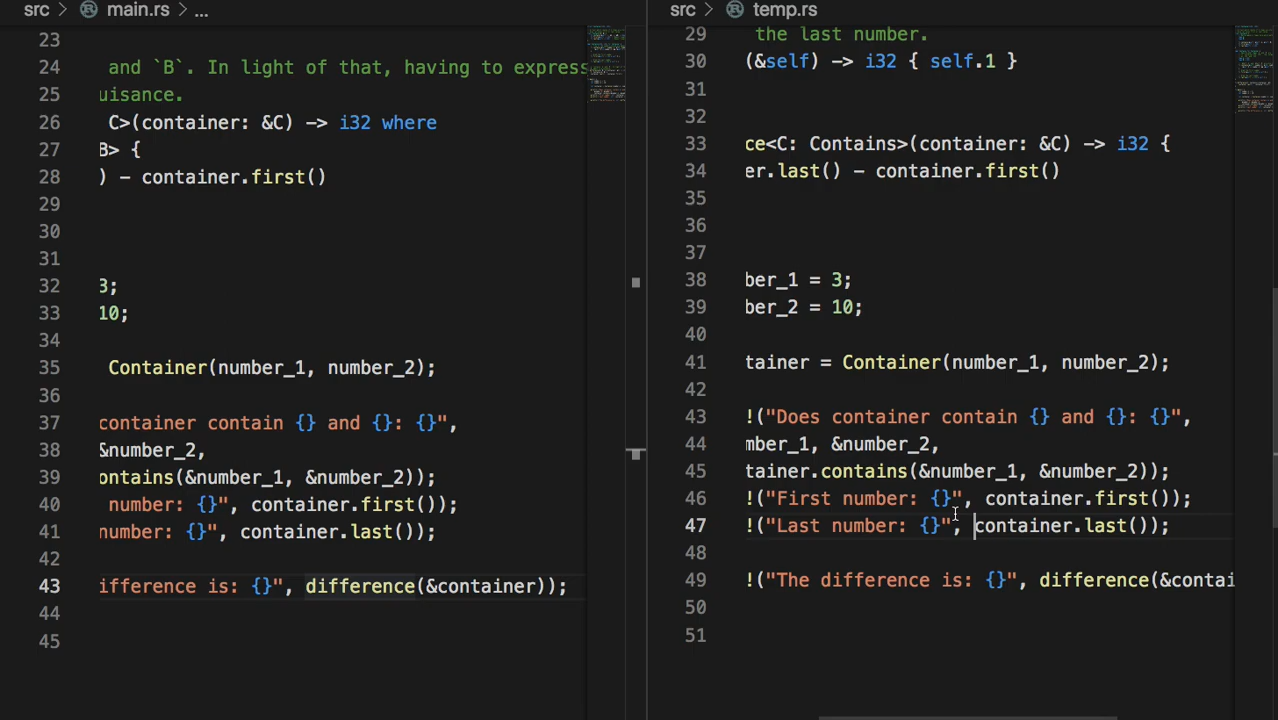 src > main.rs > ...
23
24 and `B`. In light of that, having to express
25 uisance.
26 C>(container: &C) -> i32 where
27 B> {
28 ) - container.first()
29
30
31
32 3;
33 10;
34
35 Container(number_1, number_2);
36
37 container contain {} and {}: {}",
38 &number_2,
39 ontains(&number_1, &number_2));
40 number: {}", container.first());
41 number: {}", container.last());
42
43 ifference is: {}", difference(&container));
44
45
src > temp.rs
29 the last number.
30 (&self) -> i32 { self.1 }
31
32
33 ce<C: Contains>(container: &C) -> i32 {
34 er.last() - container.first()
35
36
37
38 ber_1 = 3;
39 ber_2 = 10;
40
41 tainer = Container(number_1, number_2);
42
43 !("Does container contain {} and {}: {}",
44 mber_1, &number_2,
45 tainer.contains(&number_1, &number_2));
46 !("First number: {}", container.first());
47 !("Last number: {}", container.last());
48
49 !("The difference is: {}", difference(&contai
50
51